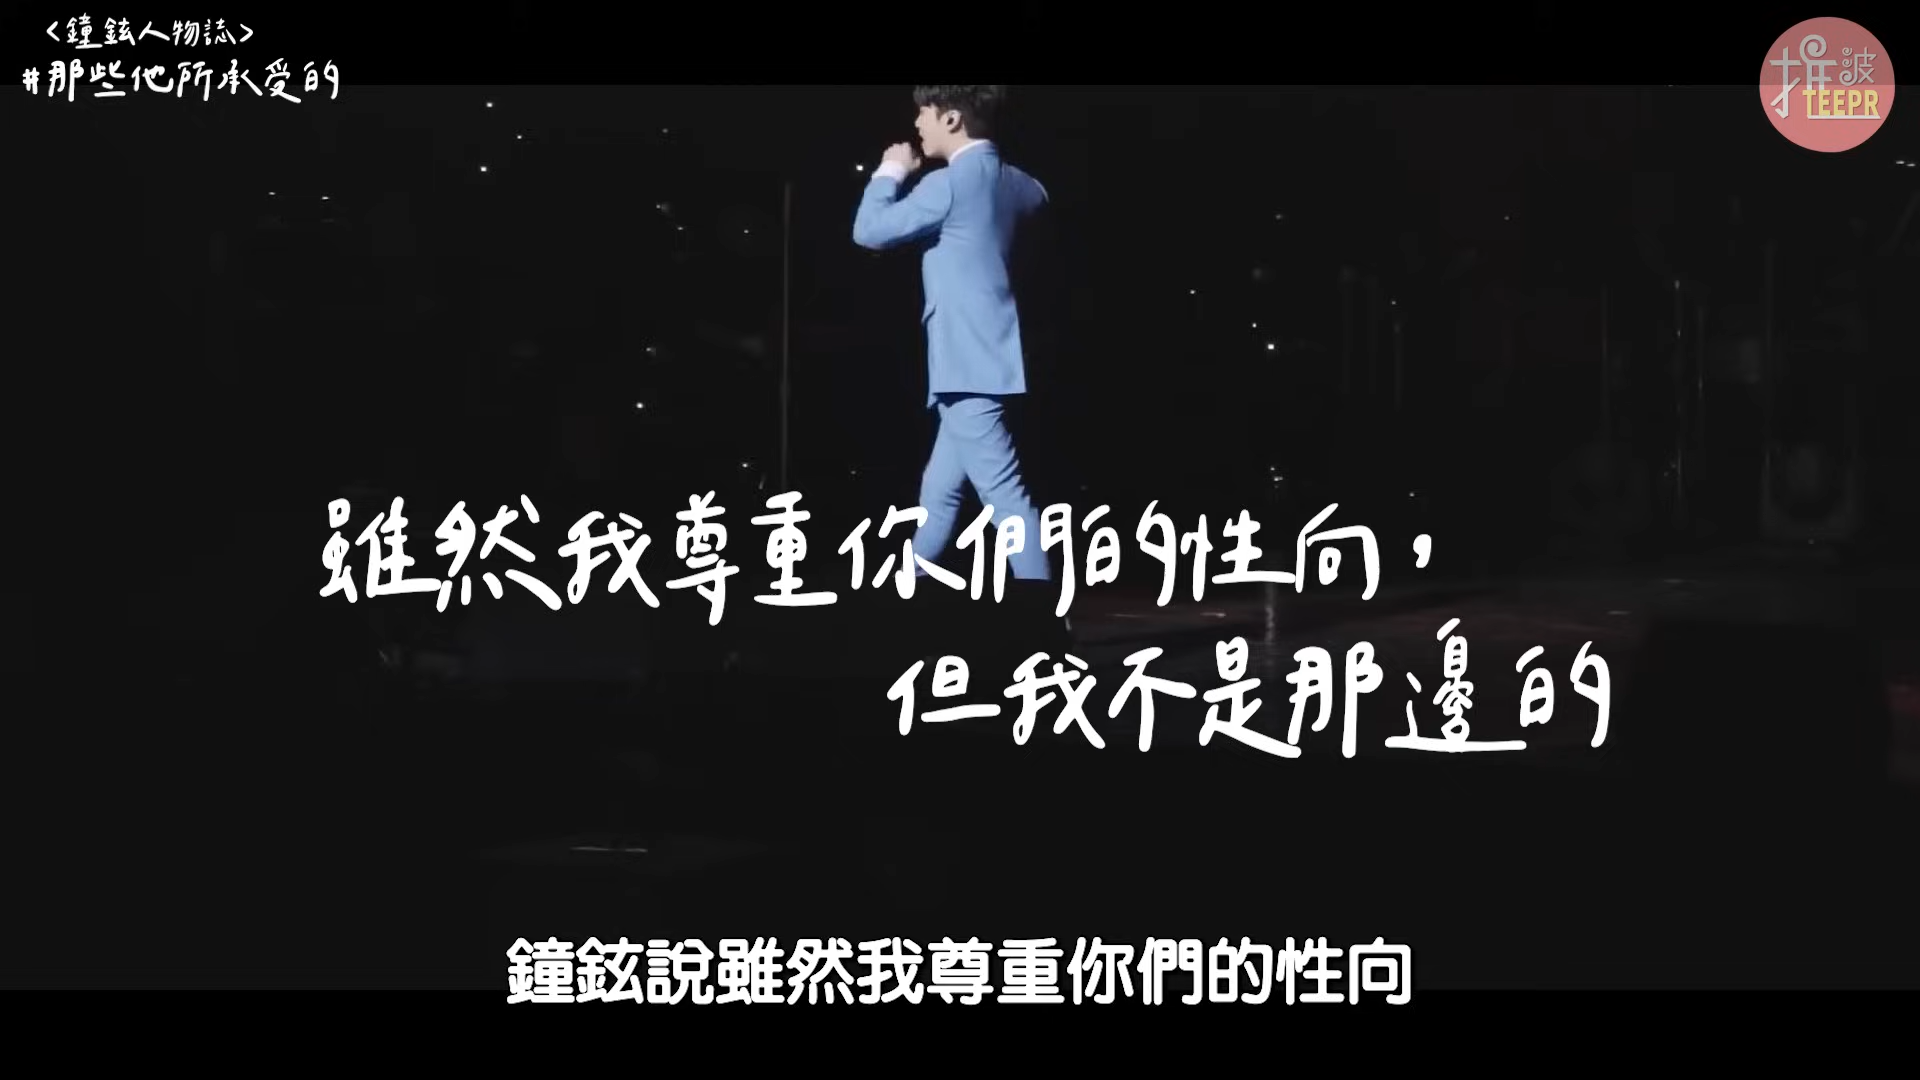 <鐘鉉人物誌>
#那些他所承受的
推波
TEEPR
雖然我尊重你們的性向,
但我不是那邊的
鐘鉉說雖然我尊重你們的性向